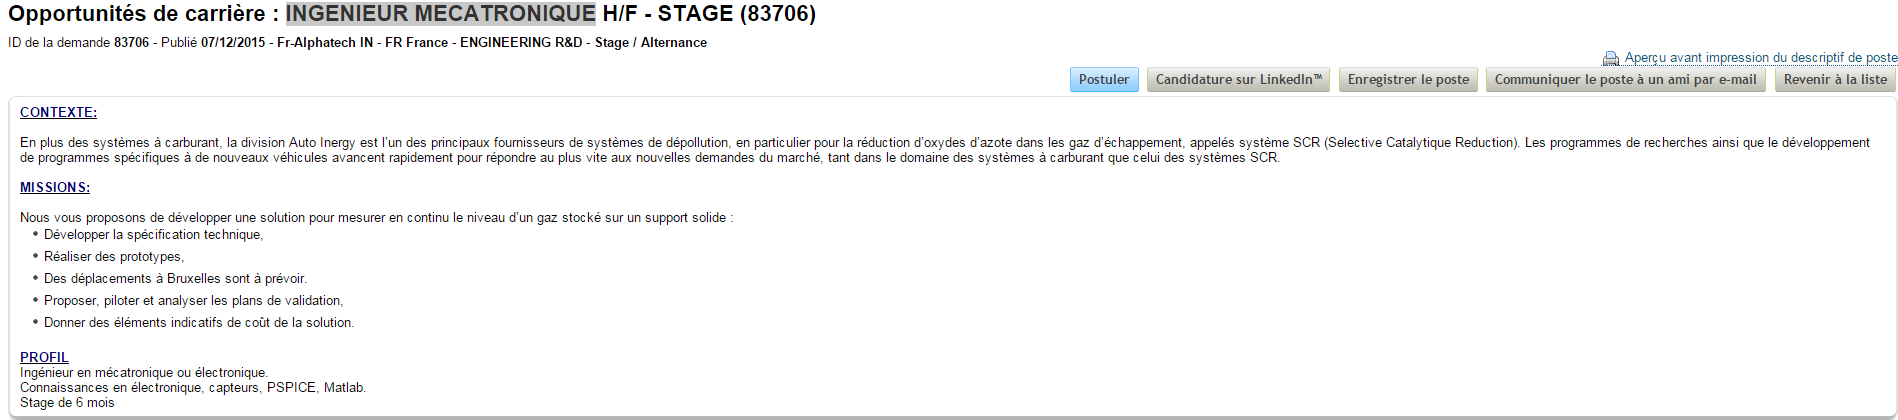 Opportunités de carrière : INGENIEUR MECATRONIQUE H/F - STAGE (83706)
ID de la demande 83706 - Publié 07/12/2015 - Fr-Alphatech IN - FR France - ENGINEERING R&D - Stage / Alternance
Aperçu avant impression du descriptif de poste
Postuler Candidature sur LinkedIn™ Enregistrer le poste Communiquer le poste à un ami par e-mail Revenir à la liste
CONTEXTE:
En plus des systèmes à carburant, la division Auto Inergy est l'un des principaux fournisseurs de systèmes de dépollution, en particulier pour la réduction d'oxydes d'azote dans les gaz d'échappement, appelés système SCR (Selective Catalytique Reduction). Les programmes de recherches ainsi que le développement
de programmes spécifiques à de nouveaux véhicules avancent rapidement pour répondre au plus vite aux nouvelles demandes du marché, tant dans le domaine des systèmes à carburant que celui des systèmes SCR.
MISSIONS:
Nous vous proposons de développer une solution pour mesurer en continu le niveau d'un gaz stocké sur un support solide :
• Développer la spécification technique,
• Réaliser des prototypes,
• Des déplacements à Bruxelles sont à prévoir.
• Proposer, piloter et analyser les plans de validation,
• Donner des éléments indicatifs de coût de la solution.
PROFIL
Ingénieur en mécatronique ou électronique.
Connaissances en électronique, capteurs, PSPICE, Matlab.
Stage de 6 mois